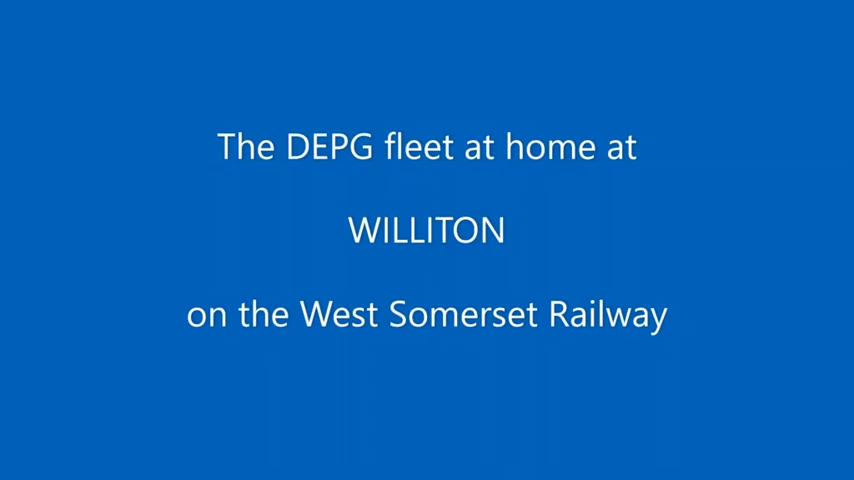 The DEPG fleet at home at
WILLITON
on the West Somerset Railway